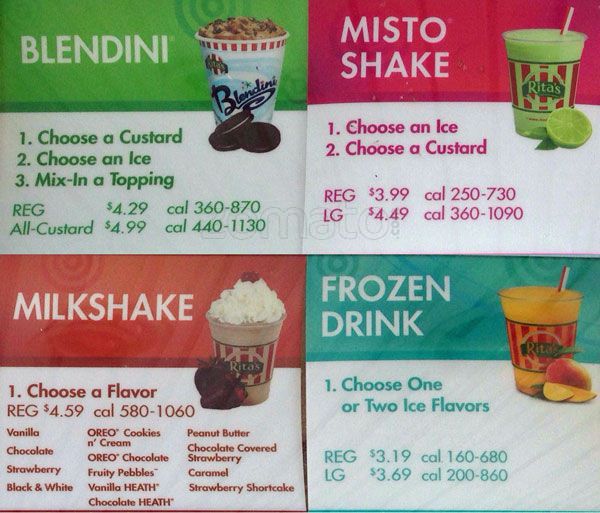 BLENDINI®
Rita's
Blendini
1. Choose a Custard
2. Choose an Ice
3. Mix-In a Topping
REG $4.29 cal 360-870
All-Custard $4.99 cal 440-1130
MISTO
SHAKE
Rita's
1. Choose an Ice
2. Choose a Custard
REG $3.99 cal 250-730
LG $4.49 cal 360-1090
zomato.com
MILKSHAKE
Rita's
1. Choose a Flavor
REG $4.59 cal 580-1060
Vanilla
Chocolate
Strawberry
Black & White
OREO® Cookies
n' Cream
OREO® Chocolate
Fruity Pebbles™
Vanilla HEATH®
Chocolate HEATH®
Peanut Butter
Chocolate Covered
Strawberry
Caramel
Strawberry Shortcake
FROZEN
DRINK
Rita's
1. Choose One
or Two Ice Flavors
REG $3.19 cal 160-680
LG $3.69 cal 200-860